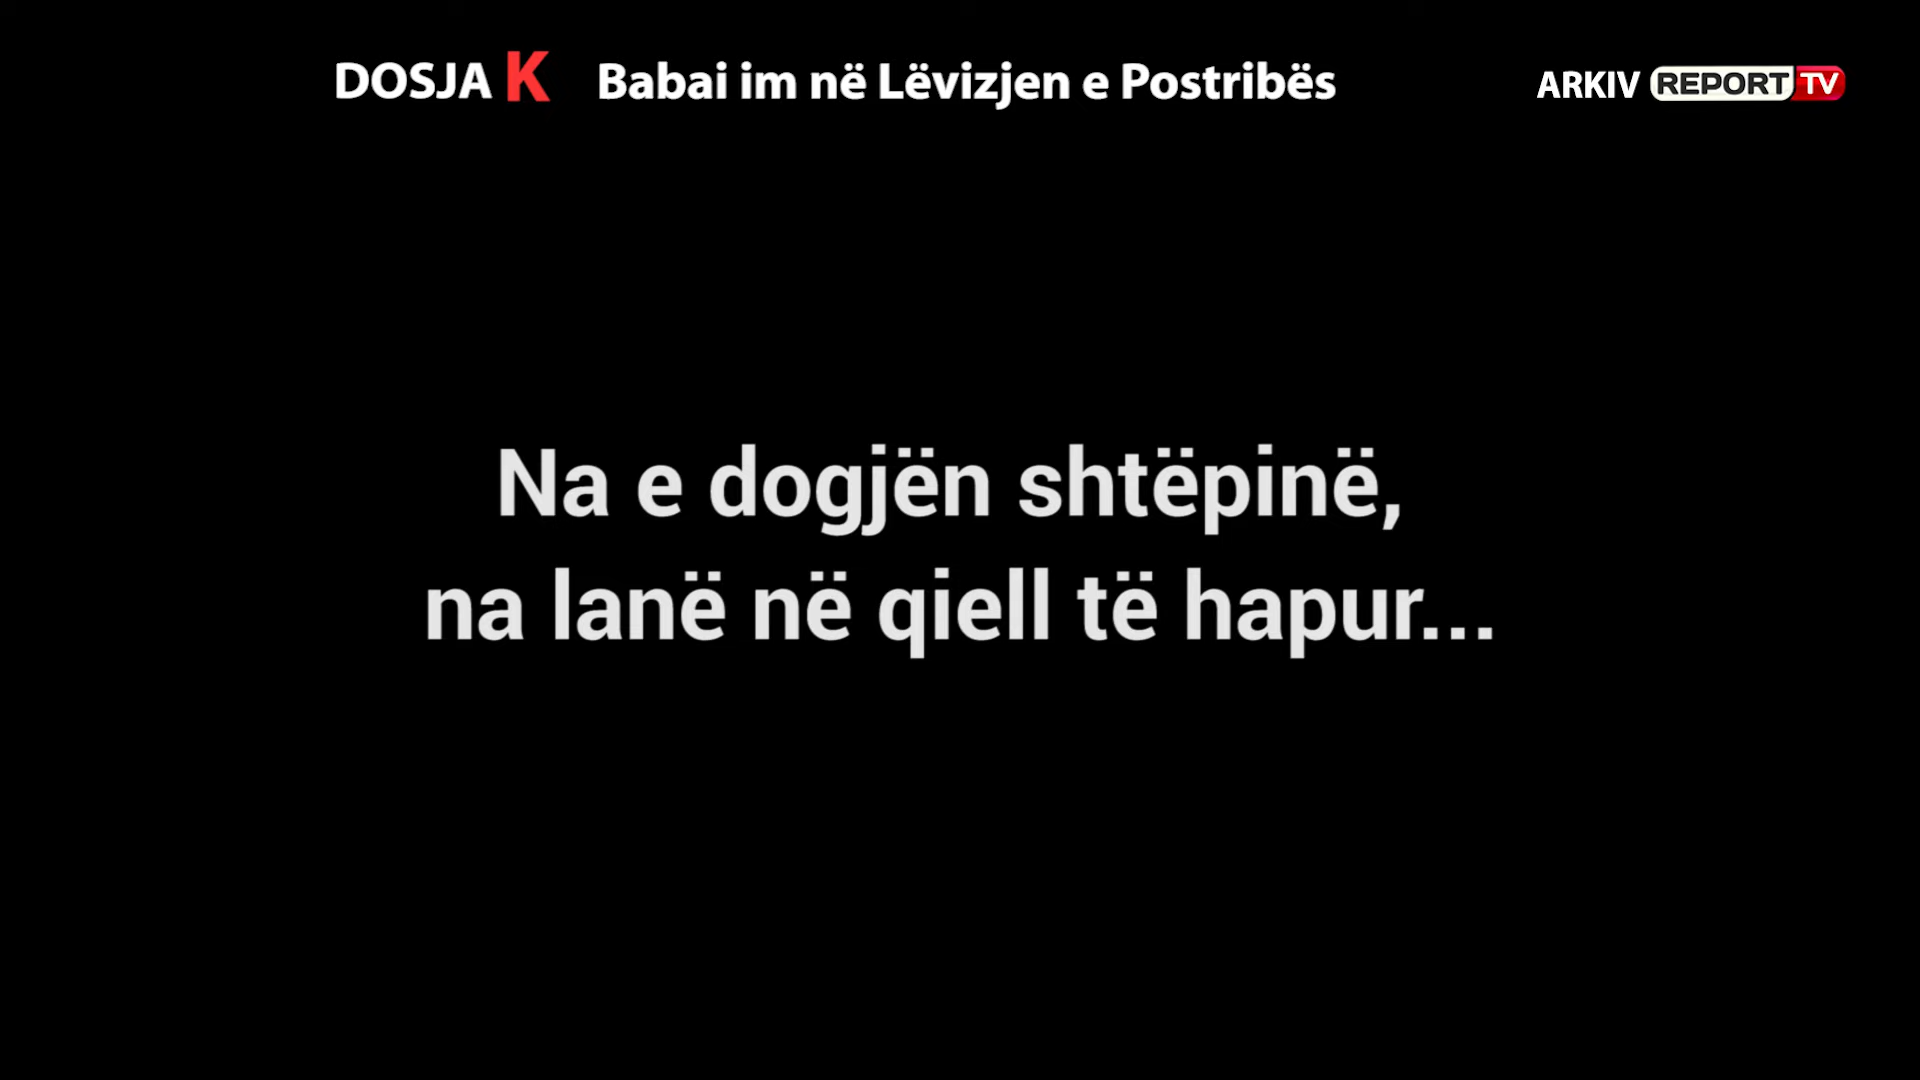 DOSJA K Babai im në Lëvizjen e Postribës
ARKIV REPORT TV
Na e dogjën shtëpinë,
na lanë në qiell të hapur...